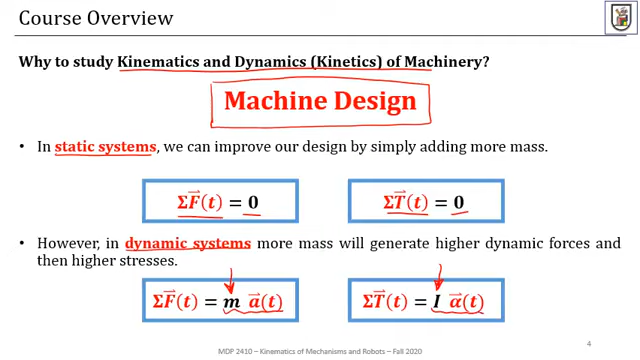 Course Overview
Why to study Kinematics and Dynamics (Kinetics) of Machinery?
Machine Design
• In static systems, we can improve our design by simply adding more mass.
ΣF⃗(t) = 0
ΣT⃗(t) = 0
• However, in dynamic systems more mass will generate higher dynamic forces and
then higher stresses.
ΣF⃗(t) = m a⃗(t)
ΣT⃗(t) = I α⃗(t)
MDP 2410 – Kinematics of Mechanisms and Robots – Fall 2020
4